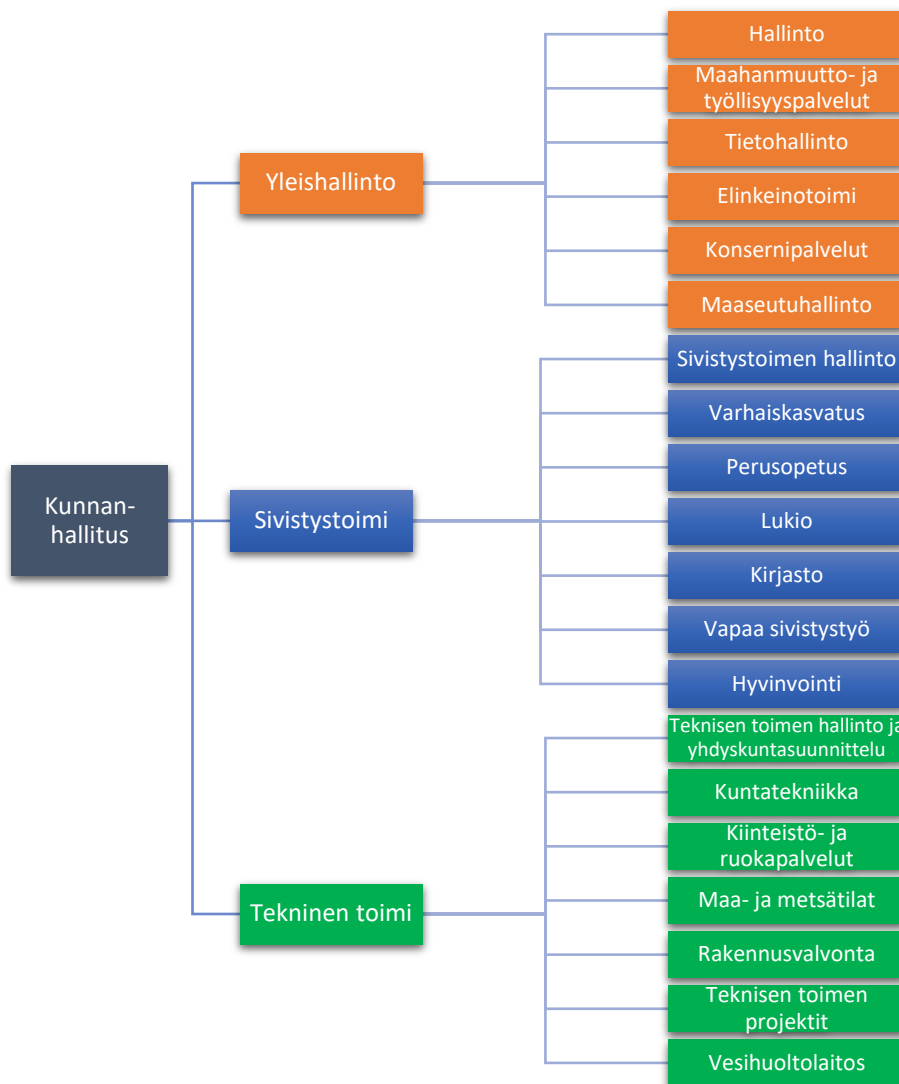 Hallinto
Maahanmuutto- ja
työllisyyspalvelut
Tietohallinto
Yleishallinto
Elinkeinotoimi
Konsernipalvelut
Maaseutuhallinto
Sivistystoimen hallinto
Varhaiskasvatus
Perusopetus
Kunnan-
hallitus
Sivistystoimi
Lukio
Kirjasto
Vapaa sivistystyö
Hyvinvointi
Teknisen toimen hallinto ja
yhdyskuntasuunnittelu
Kuntatekniikka
Kiinteistö- ja
ruokapalvelut
Tekninen toimi
Maa- ja metsätilat
Rakennusvalvonta
Teknisen toimen
projektit
Vesihuoltolaitos